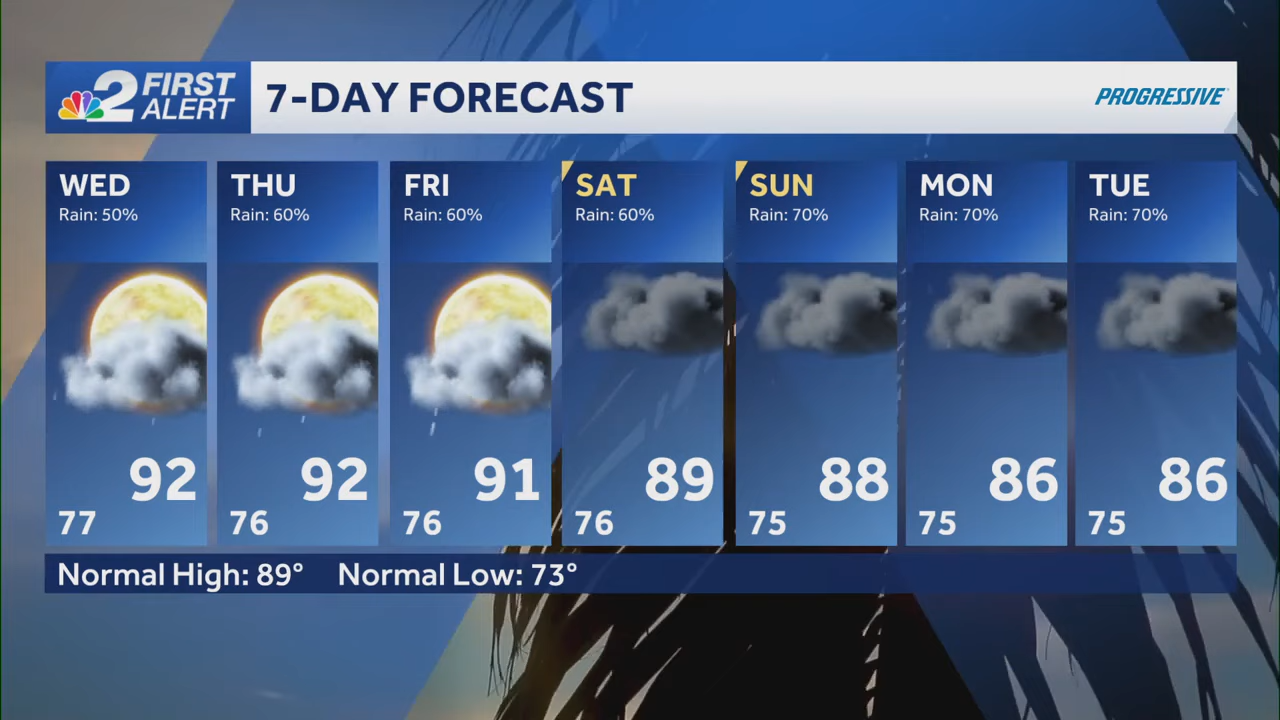 2 FIRST ALERT
7-DAY FORECAST
PROGRESSIVE
WED
Rain: 50%
92
77
THU
Rain: 60%
92
76
FRI
Rain: 60%
91
76
SAT
Rain: 60%
89
76
SUN
Rain: 70%
88
75
MON
Rain: 70%
86
75
TUE
Rain: 70%
86
75
Normal High: 89° Normal Low: 73°